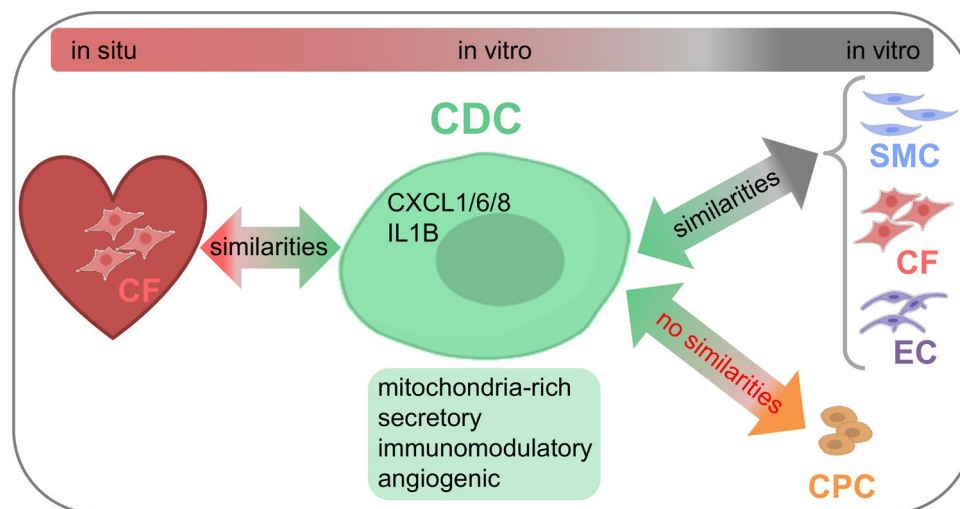 in situ
in vitro
in vitro
CDC
CXCL1/6/8
IL1B
CF
similarities
similarities
SMC
CF
EC
no similarities
CPC
mitochondria-rich
secretory
immunomodulatory
angiogenic